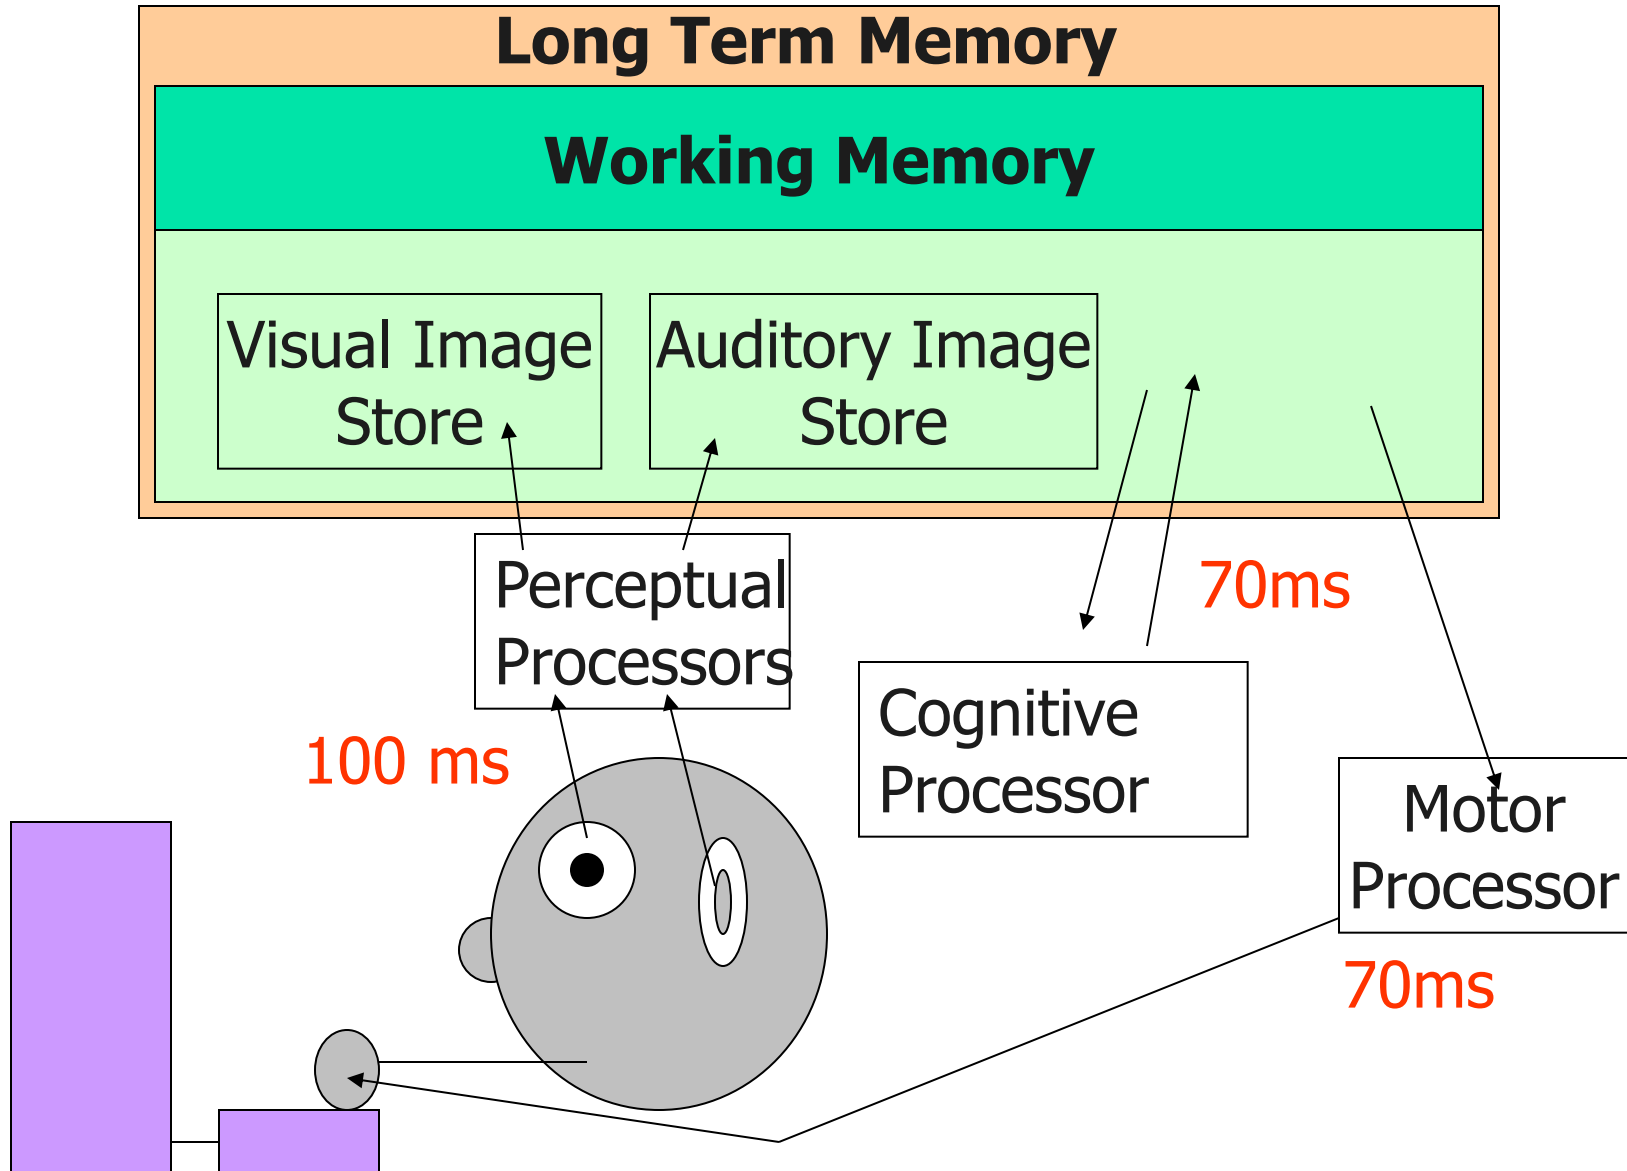 Long Term Memory
Working Memory
Visual Image
Store
Auditory Image
Store
Perceptual
Processors
70ms
Cognitive
Processor
100 ms
Motor
Processor
70ms